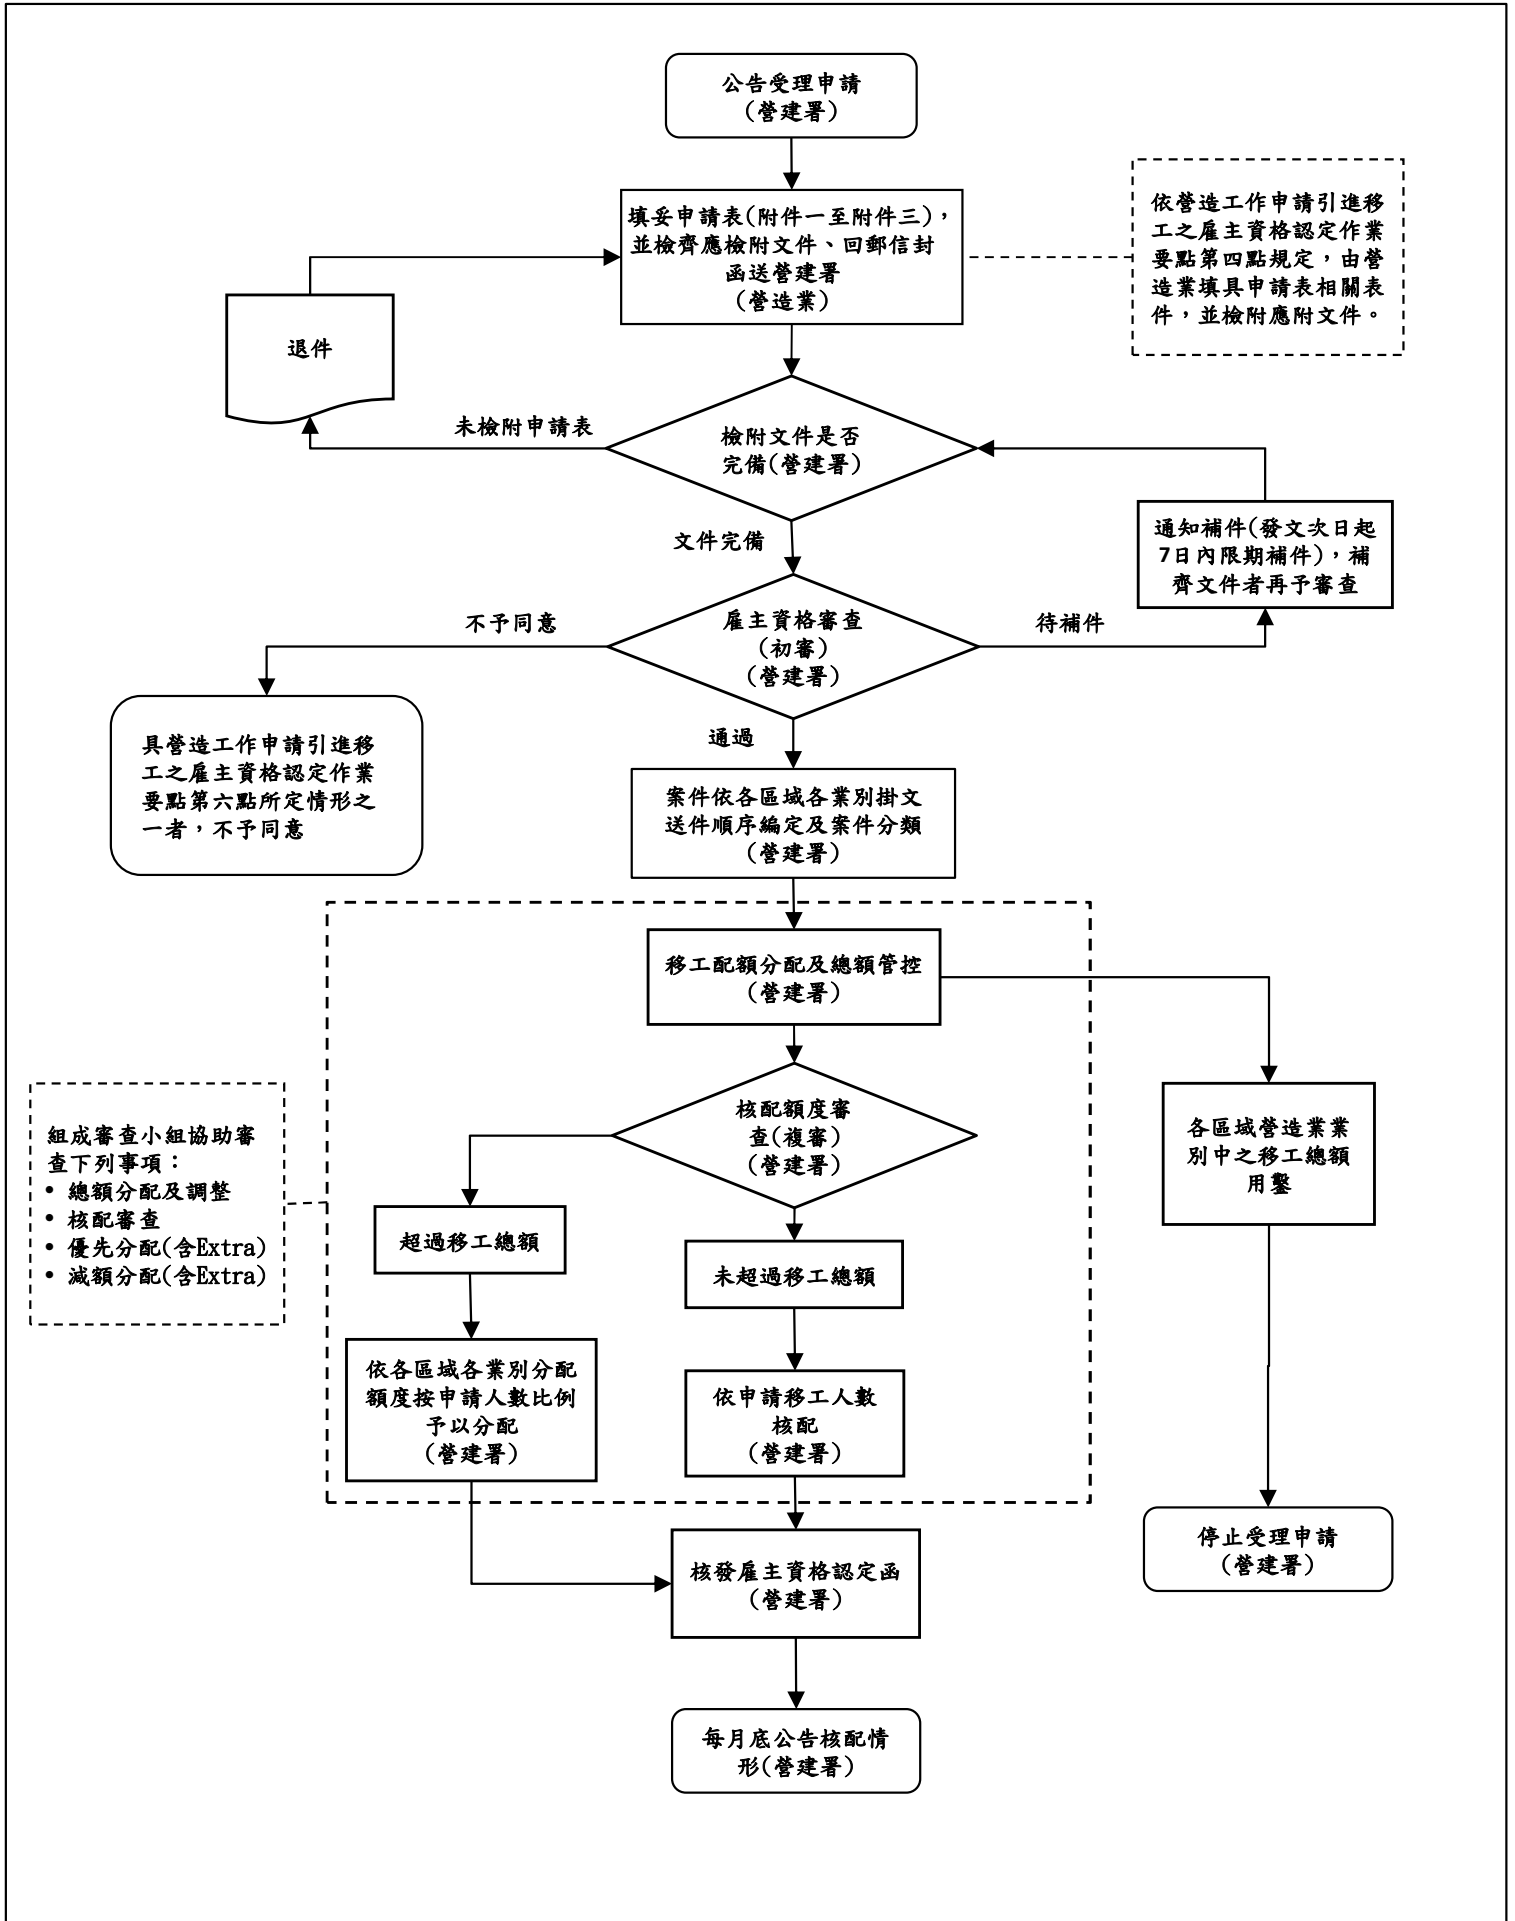 公告受理申請
(營建署)
填妥申請表(附件一至附件三),
並檢齊應檢附文件、回郵信封
函送營建署
(營造業)
依營造工作申請引進移
工之雇主資格認定作業
要點第四點規定,由營
造業填具申請表相關表
件,並檢附應附文件。
退件
未檢附申請表
檢附文件是否
完備(營建署)
文件完備
通知補件(發文次日起
7日內限期補件),補
齊文件者再予審查
不予同意
雇主資格審查
(初審)
(營建署)
待補件
通過
具營造工作申請引進移
工之雇主資格認定作業
要點第六點所定情形之
一者,不予同意
案件依各區域各業別掛文
送件順序編定及案件分類
(營建署)
移工配額分配及總額管控
(營建署)
組成審查小組協助審
查下列事項：
• 總額分配及調整
• 核配審查
• 優先分配(含Extra)
• 減額分配(含Extra)
核配額度審
查(複審)
(營建署)
各區域營造業業
別中之移工總額
用罄
超過移工總額
未超過移工總額
依各區域各業別分配
額度按申請人數比例
予以分配
(營建署)
依申請移工人數
核配
(營建署)
核發雇主資格認定函
(營建署)
停止受理申請
(營建署)
每月底公告核配情
形(營建署)